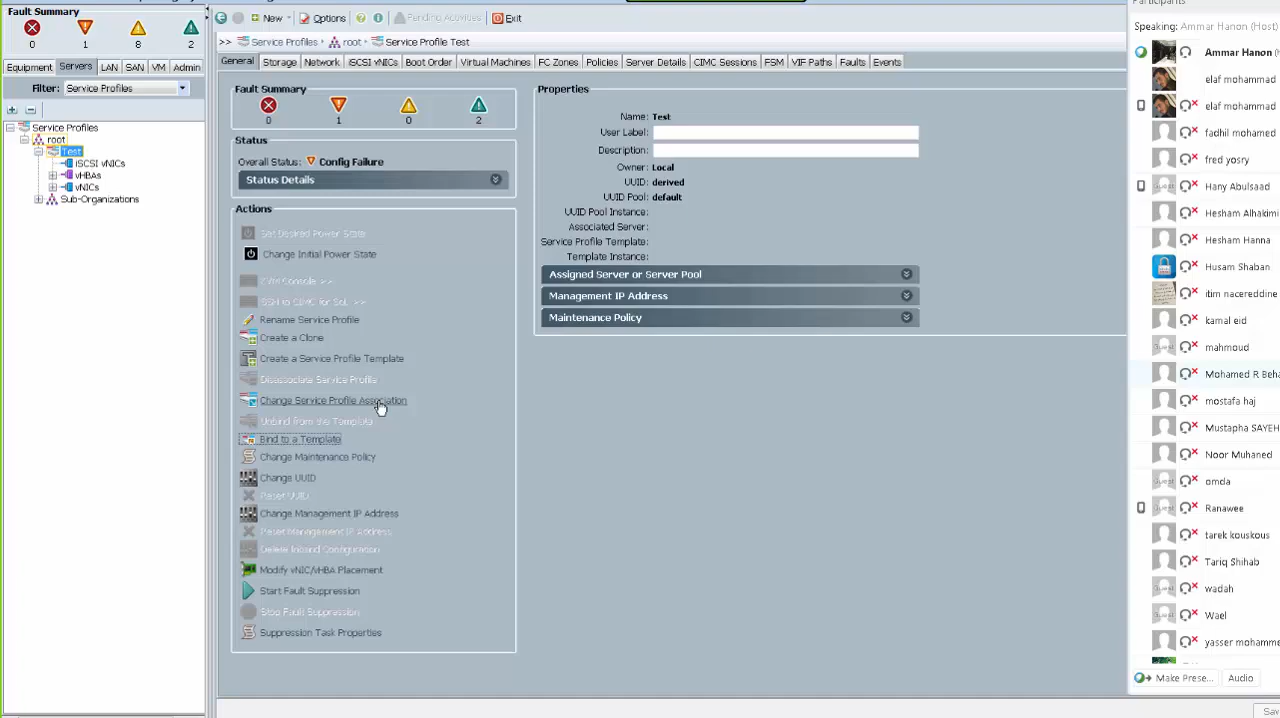 Fault Summary
0 1 8 2
Equipment Servers LAN SAN VM Admin
Filter: Service Profiles
Service Profiles
root
Test
iSCSI vNICs
vHBAs
vNICs
Sub-Organizations
New Options Pending Activities Exit
>> Service Profiles root Service Profile Test
General Storage Network iSCSI vNICs Boot Order Virtual Machines FC Zones Policies Server Details CIMC Sessions FSM VIF Paths Faults
Fault Summary
0 1 0 2
Status
Overall Status: Config Failure
Status Details
Actions
Set Desired Power State
Change Initial Power State
KVM Console >>
SSH to CIMC for SoL >>
Rename Service Profile
Create a Clone
Create a Service Profile Template
Disassociate Service Profile
Change Service Profile Association
Unbind from the Template
Bind to a Template
Change Maintenance Policy
Change UUID
Reset UUID
Change Management IP Address
Reset Management IP Address
Delete Inband Configuration
Modify vNIC/vHBA Placement
Start Fault Suppression
Stop Fault Suppression
Suppression Task Properties
Properties
Name: Test
User Label:
Description:
Owner: Local
UUID: derived
UUID Pool: default
UUID Pool Instance:
Associated Server:
Service Profile Template:
Template Instance:
Assigned Server or Server Pool
Management IP Address
Maintenance Policy
Participants
Speaking: Ammar Hanon (Host)
Ammar Hanon (
elaf mohammad
elaf mohammad
fadhil mohamed
fred yosry
Guest Hany Abulsaad
Hesham Alhakimi
Hesham Hanna
Husam Shaban
kamal eid
Guest mahmoud
Mohamed R Beha
mostafa haj
Mustapha SAYEH
Noor Muhaned
Guest omda
Guest Ranawee
tarek kouskous
Tariq Shihab
Guest wadah
Guest Wael
yasser mohamme
Make Prese... Audio